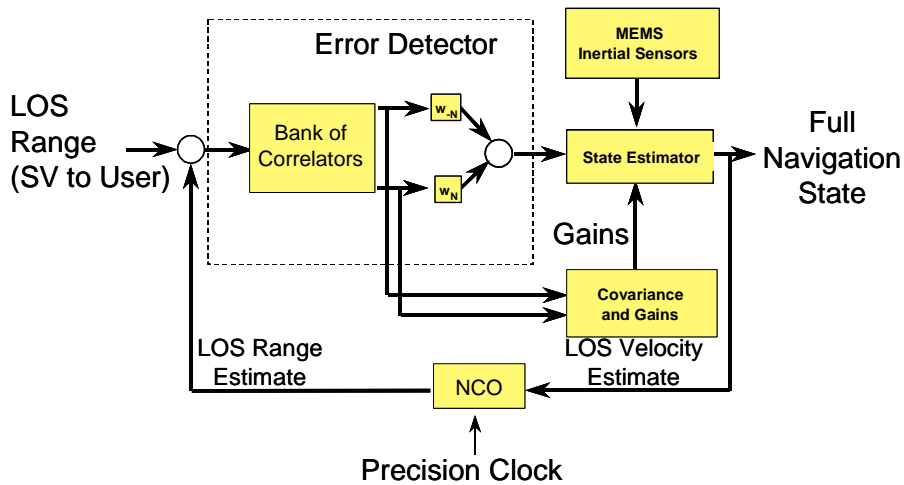 Error Detector
MEMS
Inertial Sensors
LOS
Range
(SV to User)
Bank of
Correlators
w-N
wN
State Estimator
Full
Navigation
State
Gains
Covariance
and Gains
LOS Range
Estimate
LOS Velocity
Estimate
NCO
Precision Clock